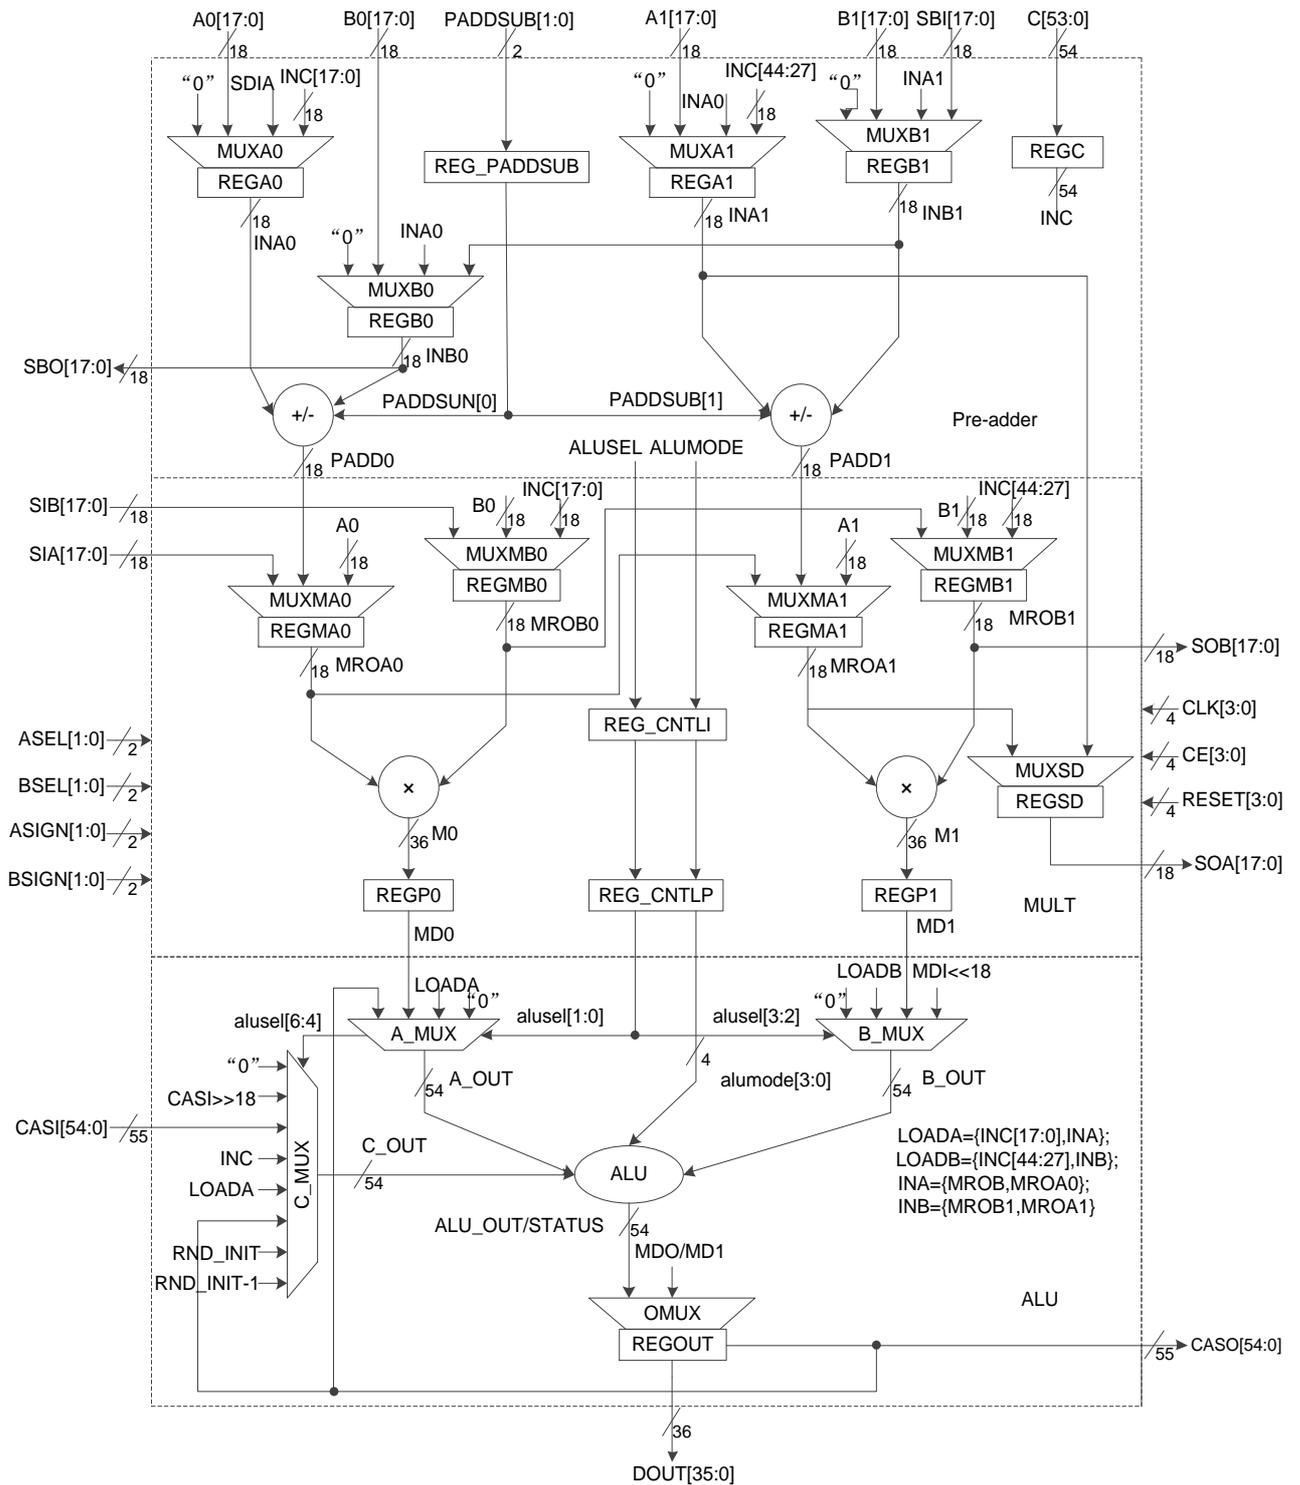 A0[17:0] B0[17:0] PADDSUB[1:0] A1[17:0] B1[17:0] SBI[17:0] C[53:0]
18 18 2 18 18 18 54
“0” SDIA INC[17:0] “0” INA0 INC[44:27] “0” INA1
18 18
MUXA0 MUXA1 MUXB1
REGA0 REG_PADDSUB REGA1 REGB1 REGC
18 18 18 54
INA0 INA1 INB1 INC
“0” INA0
MUXB0
REGB0
18 INB0
SBO[17:0] 18
PADDSUN[0] PADDSUB[1]
+/- +/-
Pre-adder
ALUSEL ALUMODE
18 PADD0 18 PADD1
SIB[17:0] 18
B0 18 INC[17:0] 18
B1 18 INC[44:27] 18
SIA[17:0] 18
A0 18 A1 18
MUXMB0 MUXMB1
REGMB0 REGMB1
MUXMA0 MUXMA1
REGMA0 REGMA1
18 MROB0 18 MROB1
18 MROA0 18 MROA1
18 SOB[17:0]
REG_CNTLI
4 CLK[3:0]
ASEL[1:0] 2
4 CE[3:0]
BSEL[1:0] 2
× ×
MUXSD
REGSD
4 RESET[3:0]
ASIGN[1:0] 2
36 M0 36 M1
18 SOA[17:0]
BSIGN[1:0] 2
REGP0 REG_CNTLP REGP1
MULT
MD0 MD1
LOADA “0”
LOADB MDI<<18
“0”
alusel[6:4] alusel[1:0] alusel[3:2]
A_MUX B_MUX
“0”
54 A_OUT 4 alumode[3:0] 54 B_OUT
CASI>>18
CASI[54:0] 55
INC
LOADA
RND_INIT
RND_INIT-1
C_MUX
C_OUT
54
ALU
LOADA={INC[17:0],INA};
LOADB={INC[44:27],INB};
INA={MROB,MROA0};
INB={MROB1,MROA1}
ALU_OUT/STATUS 54
MDO/MD1
OMUX
REGOUT
ALU
55 CASO[54:0]
36
DOUT[35:0]